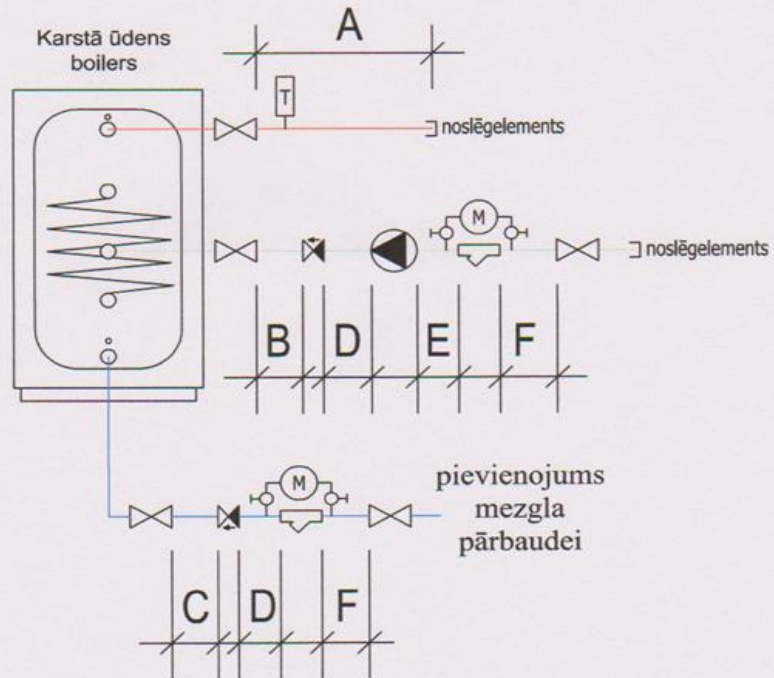 Karstā ūdens
boilers
A
T
noslēgelements
M
noslēgelements
B D E F
M
pievienojums
mezgla
pārbaudei
C D F